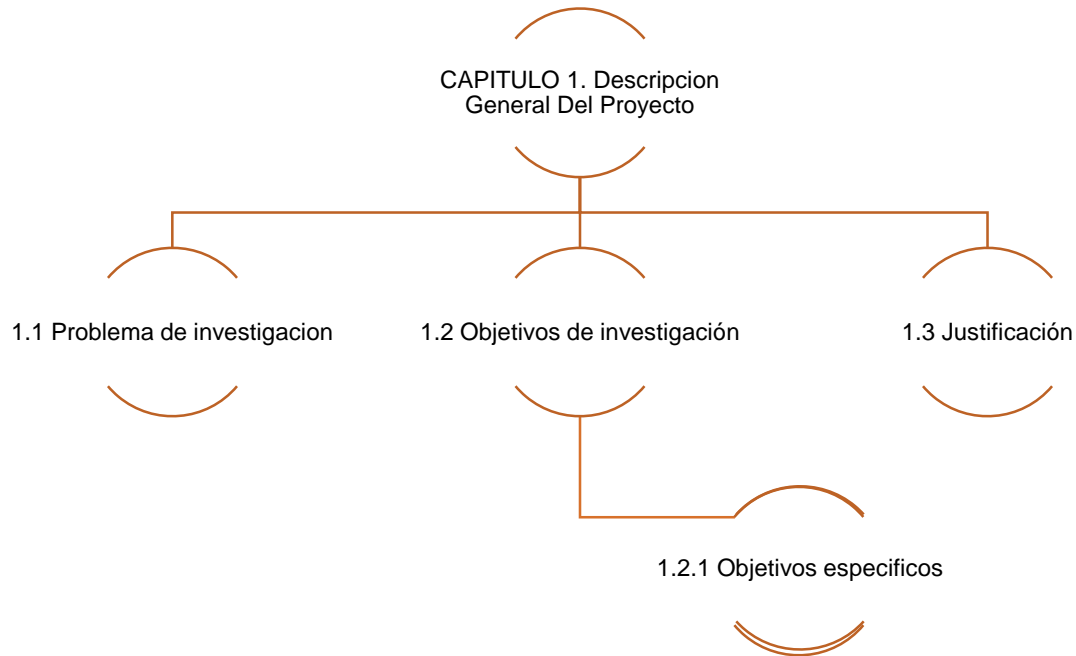 CAPITULO 1. Descripcion
General Del Proyecto
1.1 Problema de investigacion
1.2 Objetivos de investigación
1.3 Justificación
1.2.1 Objetivos especificos